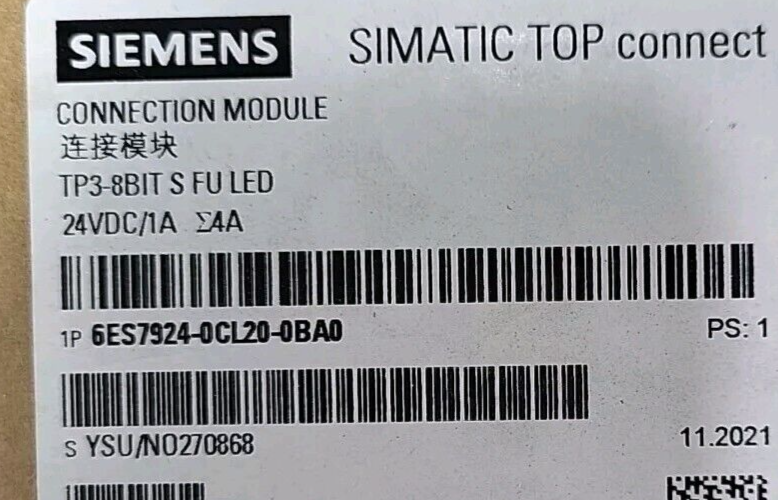 SIEMENS SIMATIC TOP connect
CONNECTION MODULE
连接模块
TP3-8BIT S FU LED
24VDC/1A Σ4A
1P 6ES7924-0CL20-0BA0 PS: 1
S YSU/NO270868 11.2021